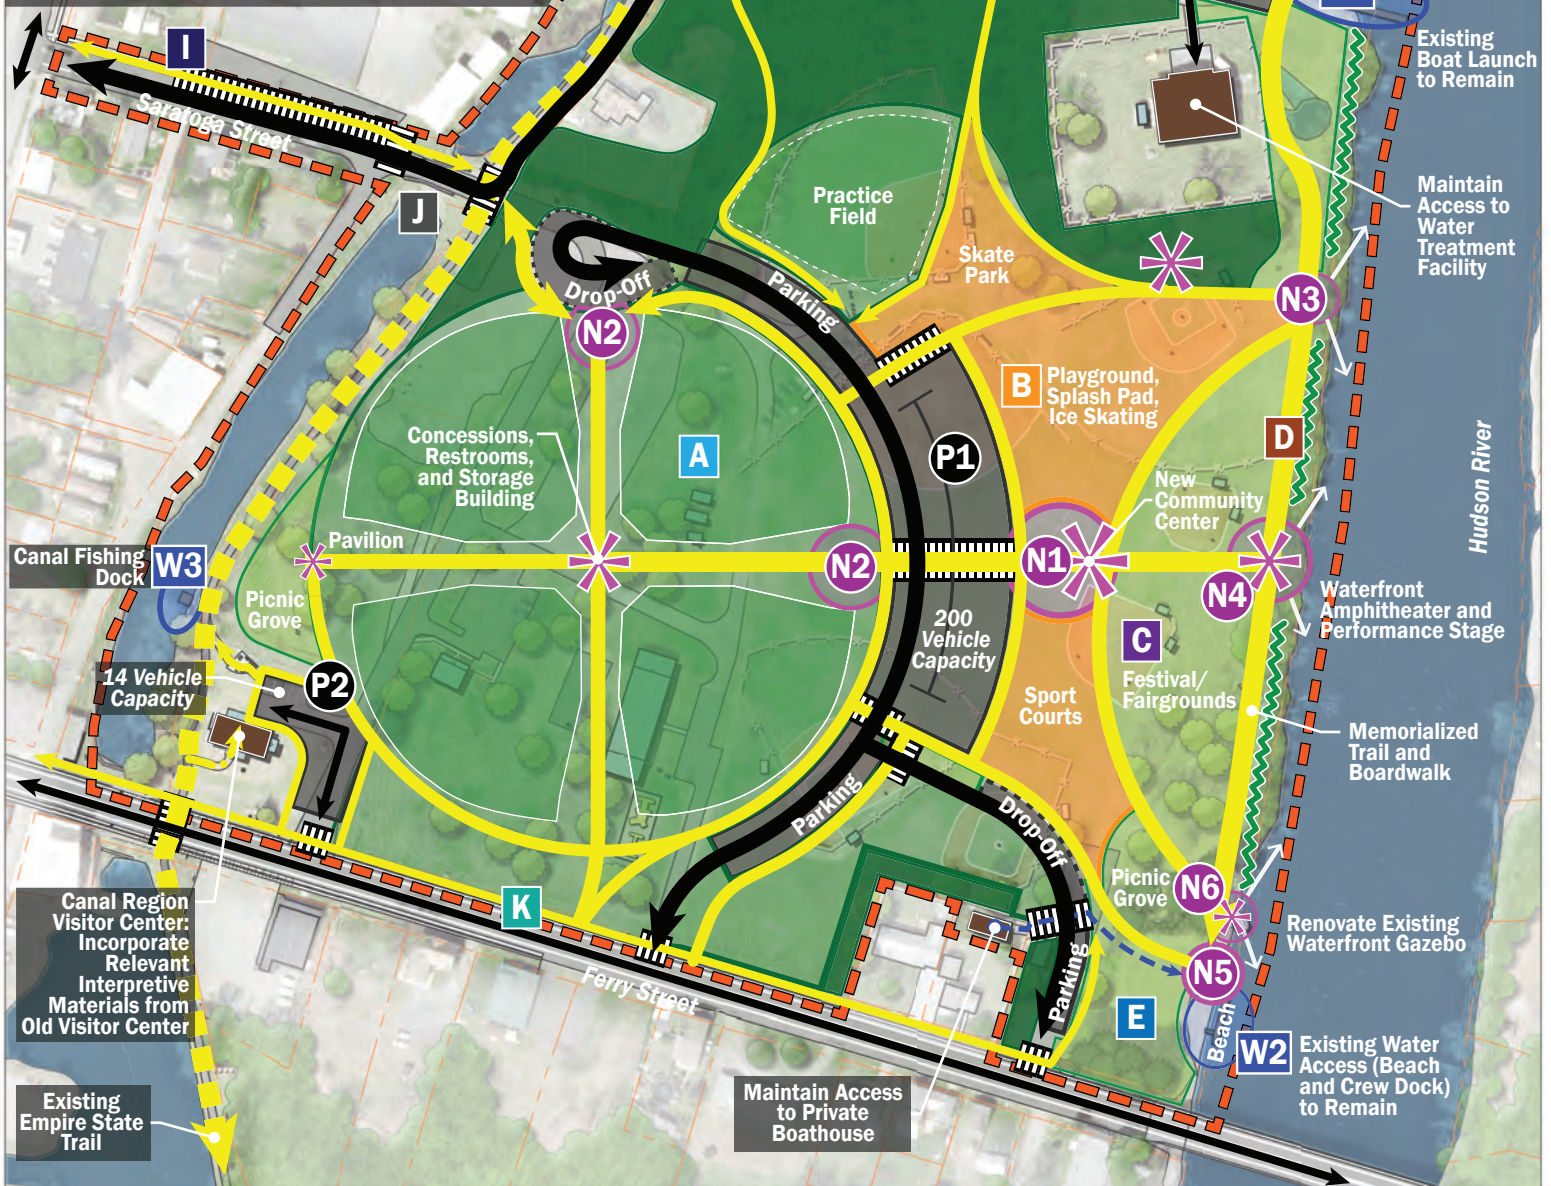 I
Existing
Boat Launch
to Remain
Saratoga Street
J
Practice
Field
Maintain
Access to
Water
Treatment
Facility
Skate
Park
Drop-Off
Parking
N3
N2
B
Playground,
Splash Pad,
Ice Skating
Concessions,
Restrooms,
and Storage
Building
A
P1
D
Hudson River
New
Community
Center
Pavilion
Canal Fishing
Dock
W3
N2
N1
N4
Picnic
Grove
Waterfront
Amphitheater and
Performance Stage
200
Vehicle
Capacity
C
Festival/
Fairgrounds
14 Vehicle
Capacity
P2
Sport
Courts
Memorialized
Trail and
Boardwalk
Parking
Drop-Off
Picnic
Grove
N6
Canal Region
Visitor Center:
Incorporate
Relevant
Interpretive
Materials from
Old Visitor Center
K
Renovate Existing
Waterfront Gazebo
N5
Ferry Street
Parking
E
Beach
W2
Existing Water
Access (Beach
and Crew Dock)
to Remain
Maintain Access
to Private
Boathouse
Existing
Empire State
Trail